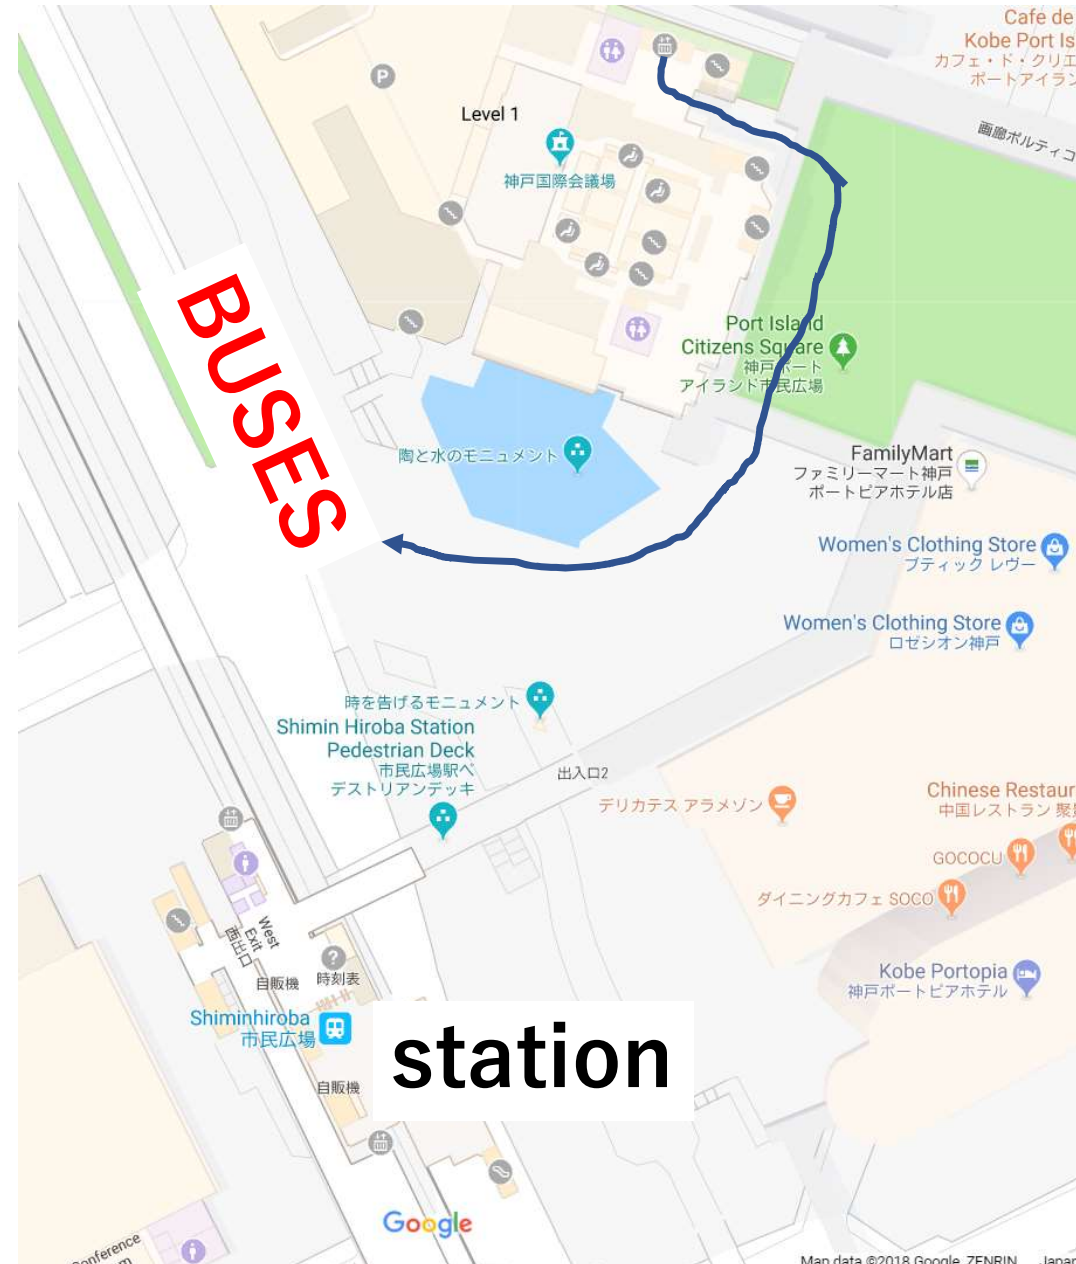 Cafe de
Kobe Port Is
カフェ・ド・クリエ
ポートアイラン
画廊ポルティコ
P
Level 1
神戸国際会議場
BUSES
Port Island
Citizens Square
神戸ポート
アイランド市民広場
陶と水のモニュメント
FamilyMart
ファミリーマート神戸
ポートピアホテル店
Women's Clothing Store
ブティック レヴー
Women's Clothing Store
ロゼシオン神戸
時を告げるモニュメント
Shimin Hiroba Station
Pedestrian Deck
市民広場駅ペ
デストリアンデッキ
出入口2
デリカテス アラメゾン
Chinese Restaur
中国レストラン 聚
GOCOCU
ダイニングカフェ SOCO
West
Exit
西出口
?
自販機
時刻表
Kobe Portopia
神戸ポートピアホテル
Shiminhiroba
市民広場
station
自販機
Google
onference
m
Map data ©2018 Google, ZENRIN
Japan